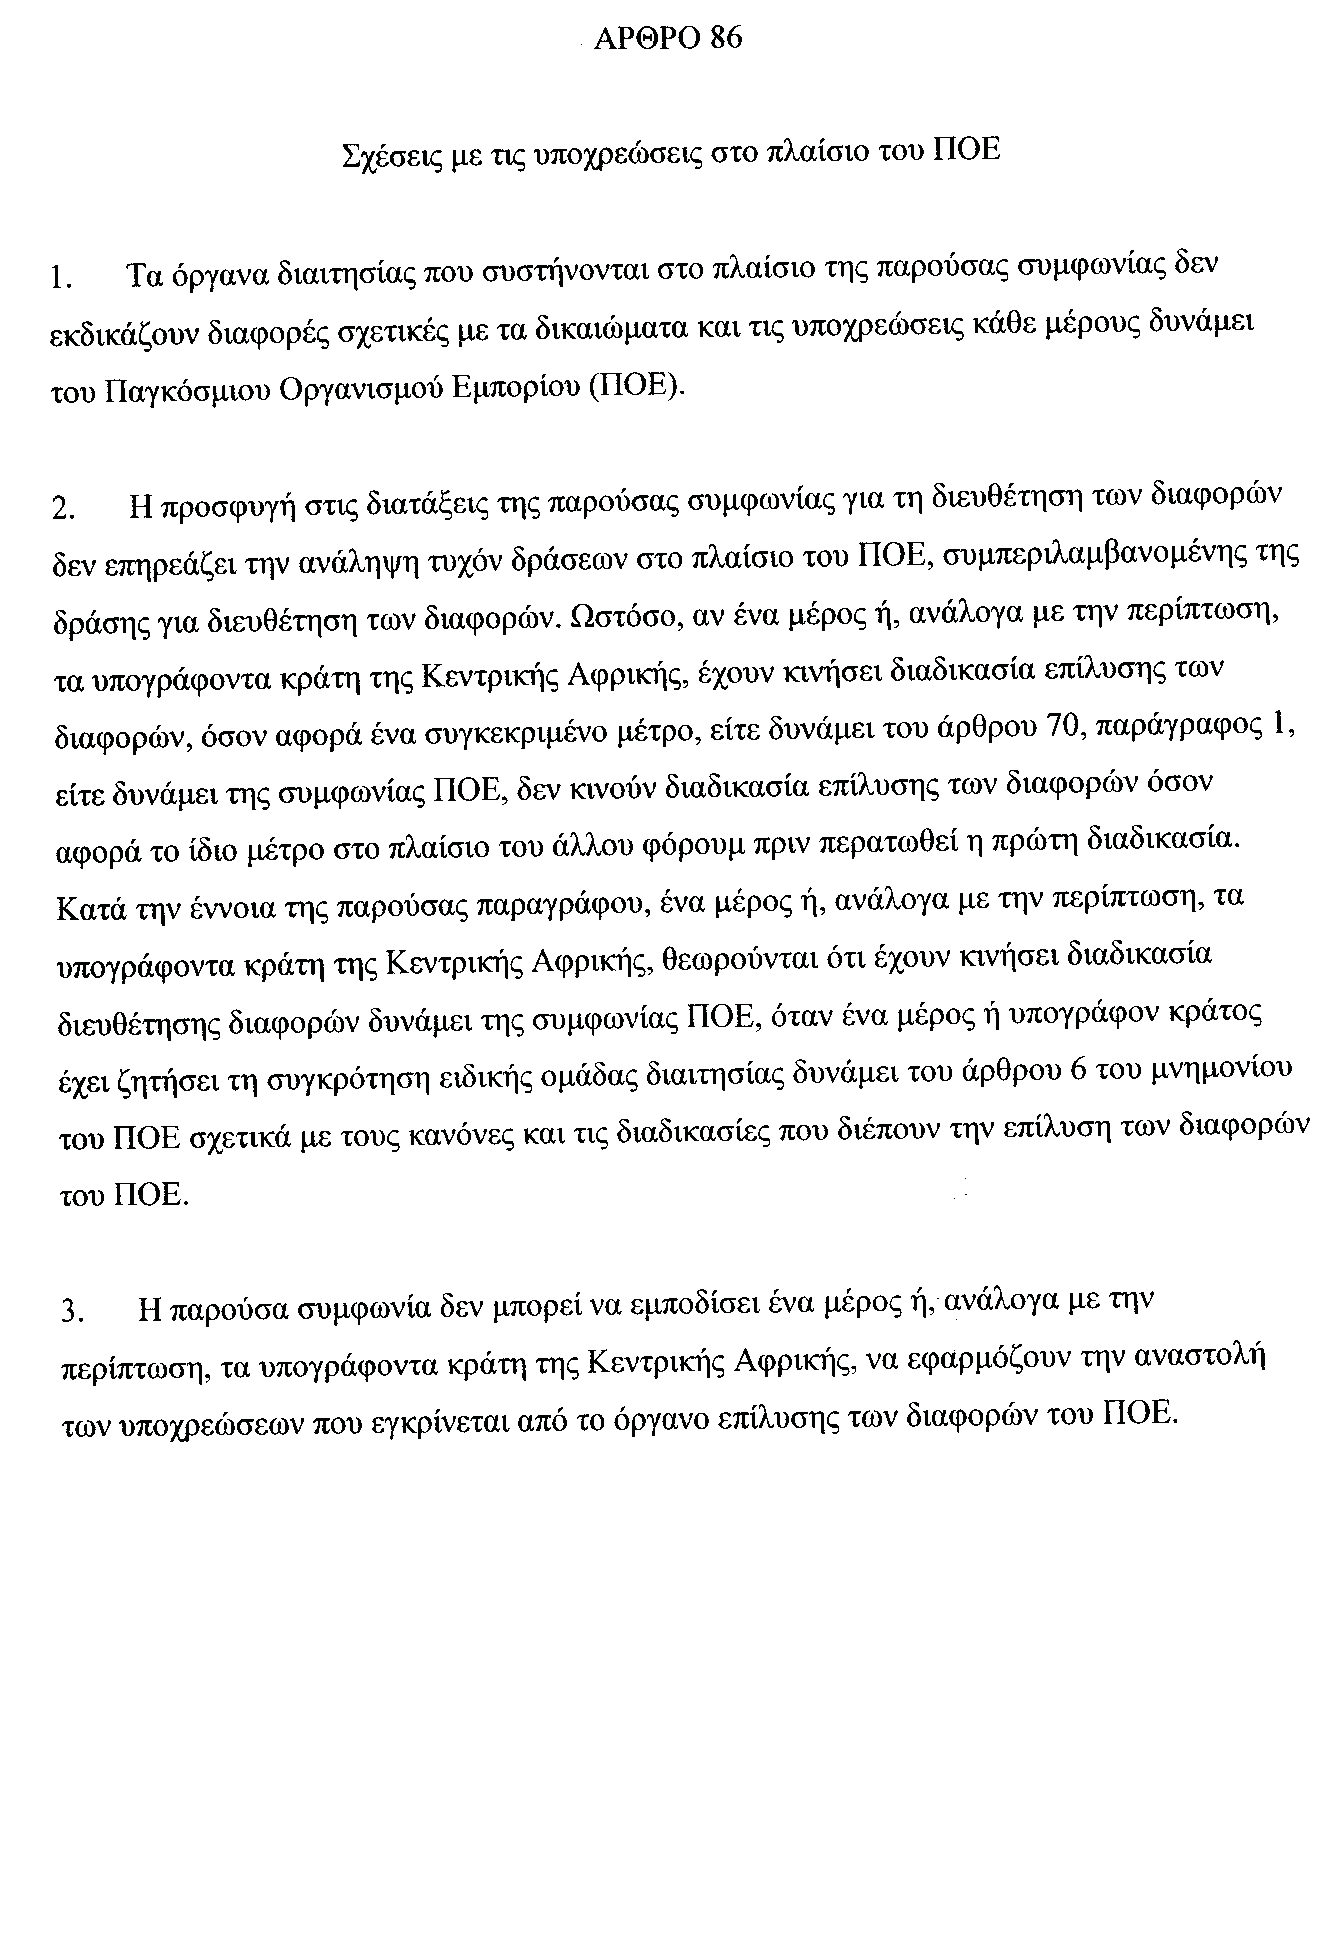 ΑΡΘΡΟ 86
Σχέσεις με τις υποχρεώσεις στο πλαίσιο του ΠΟΕ
1. Τα όργανα διαιτησίας που συστήνονται στο πλαίσιο της παρούσας συμφωνίας δεν
εκδικάζουν διαφορές σχετικές με τα δικαιώματα και τις υποχρεώσεις κάθε μέρους δυνάμει
του Παγκόσμιου Οργανισμού Εμπορίου (ΠΟΕ).
2. Η προσφυγή στις διατάξεις της παρούσας συμφωνίας για τη διευθέτηση των διαφορών
δεν επηρεάζει την ανάληψη τυχόν δράσεων στο πλαίσιο του ΠΟΕ, συμπεριλαμβανομένης της
δράσης για διευθέτηση των διαφορών. Ωστόσο, αν ένα μέρος ή, ανάλογα με την περίπτωση,
τα υπογράφοντα κράτη της Κεντρικής Αφρικής, έχουν κινήσει διαδικασία επίλυσης των
διαφορών, όσον αφορά ένα συγκεκριμένο μέτρο, είτε δυνάμει του άρθρου 70, παράγραφος 1,
είτε δυνάμει της συμφωνίας ΠΟΕ, δεν κινούν διαδικασία επίλυσης των διαφορών όσον
αφορά το ίδιο μέτρο στο πλαίσιο του άλλου φόρουμ πριν περατωθεί η πρώτη διαδικασία.
Κατά την έννοια της παρούσας παραγράφου, ένα μέρος ή, ανάλογα με την περίπτωση, τα
υπογράφοντα κράτη της Κεντρικής Αφρικής, θεωρούνται ότι έχουν κινήσει διαδικασία
διευθέτησης διαφορών δυνάμει της συμφωνίας ΠΟΕ, όταν ένα μέρος ή υπογράφον κράτος
έχει ζητήσει τη συγκρότηση ειδικής ομάδας διαιτησίας δυνάμει του άρθρου 6 του μνημονίου
του ΠΟΕ σχετικά με τους κανόνες και τις διαδικασίες που διέπουν την επίλυση των διαφορών
του ΠΟΕ.
3. Η παρούσα συμφωνία δεν μπορεί να εμποδίσει ένα μέρος ή, ανάλογα με την
περίπτωση, τα υπογράφοντα κράτη της Κεντρικής Αφρικής, να εφαρμόζουν την αναστολή
των υποχρεώσεων που εγκρίνεται από το όργανο επίλυσης των διαφορών του ΠΟΕ.